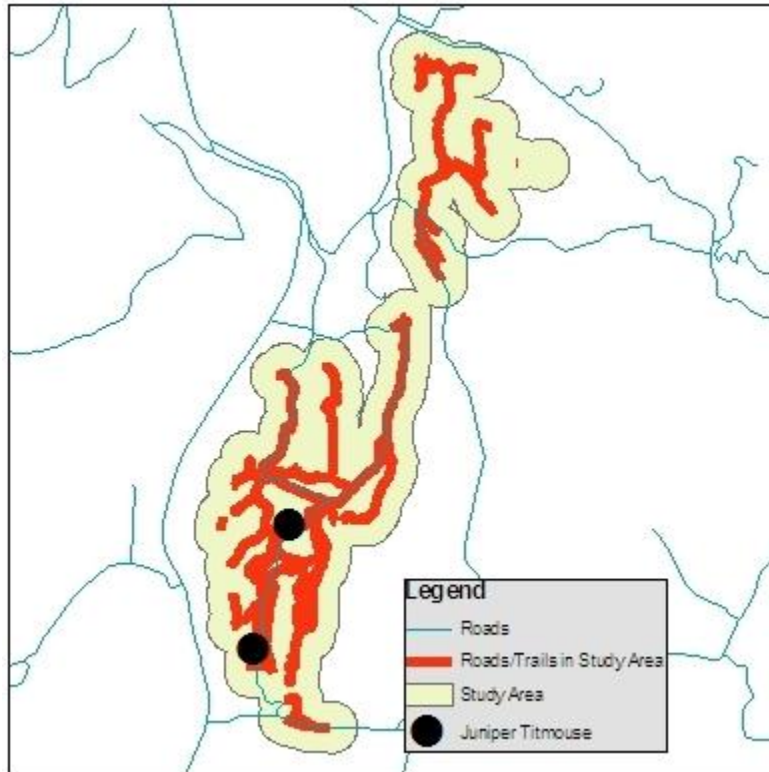 Legend
Roads
Roads/Trails in Study Area
Study Area
Juniper Titmouse